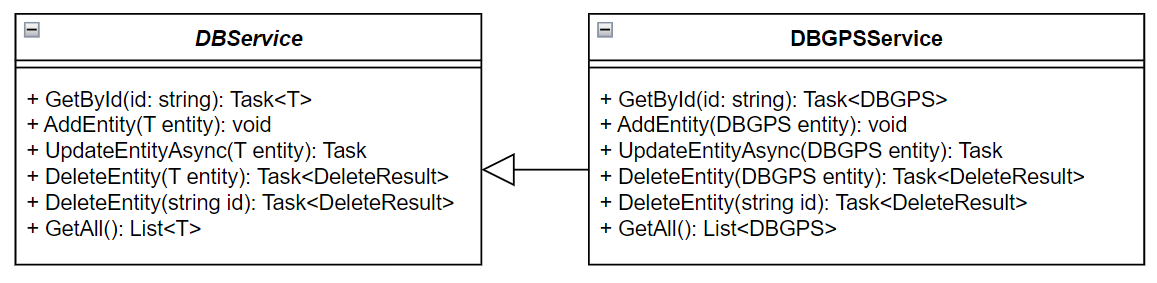 DBService
+ GetById(id: string): Task<T>
+ AddEntity(T entity): void
+ UpdateEntityAsync(T entity): Task
+ DeleteEntity(T entity): Task<DeleteResult>
+ DeleteEntity(string id): Task<DeleteResult>
+ GetAll(): List<T>
DBGPSService
+ GetById(id: string): Task<DBGPS>
+ AddEntity(DBGPS entity): void
+ UpdateEntityAsync(DBGPS entity): Task
+ DeleteEntity(DBGPS entity): Task<DeleteResult>
+ DeleteEntity(string id): Task<DeleteResult>
+ GetAll(): List<DBGPS>